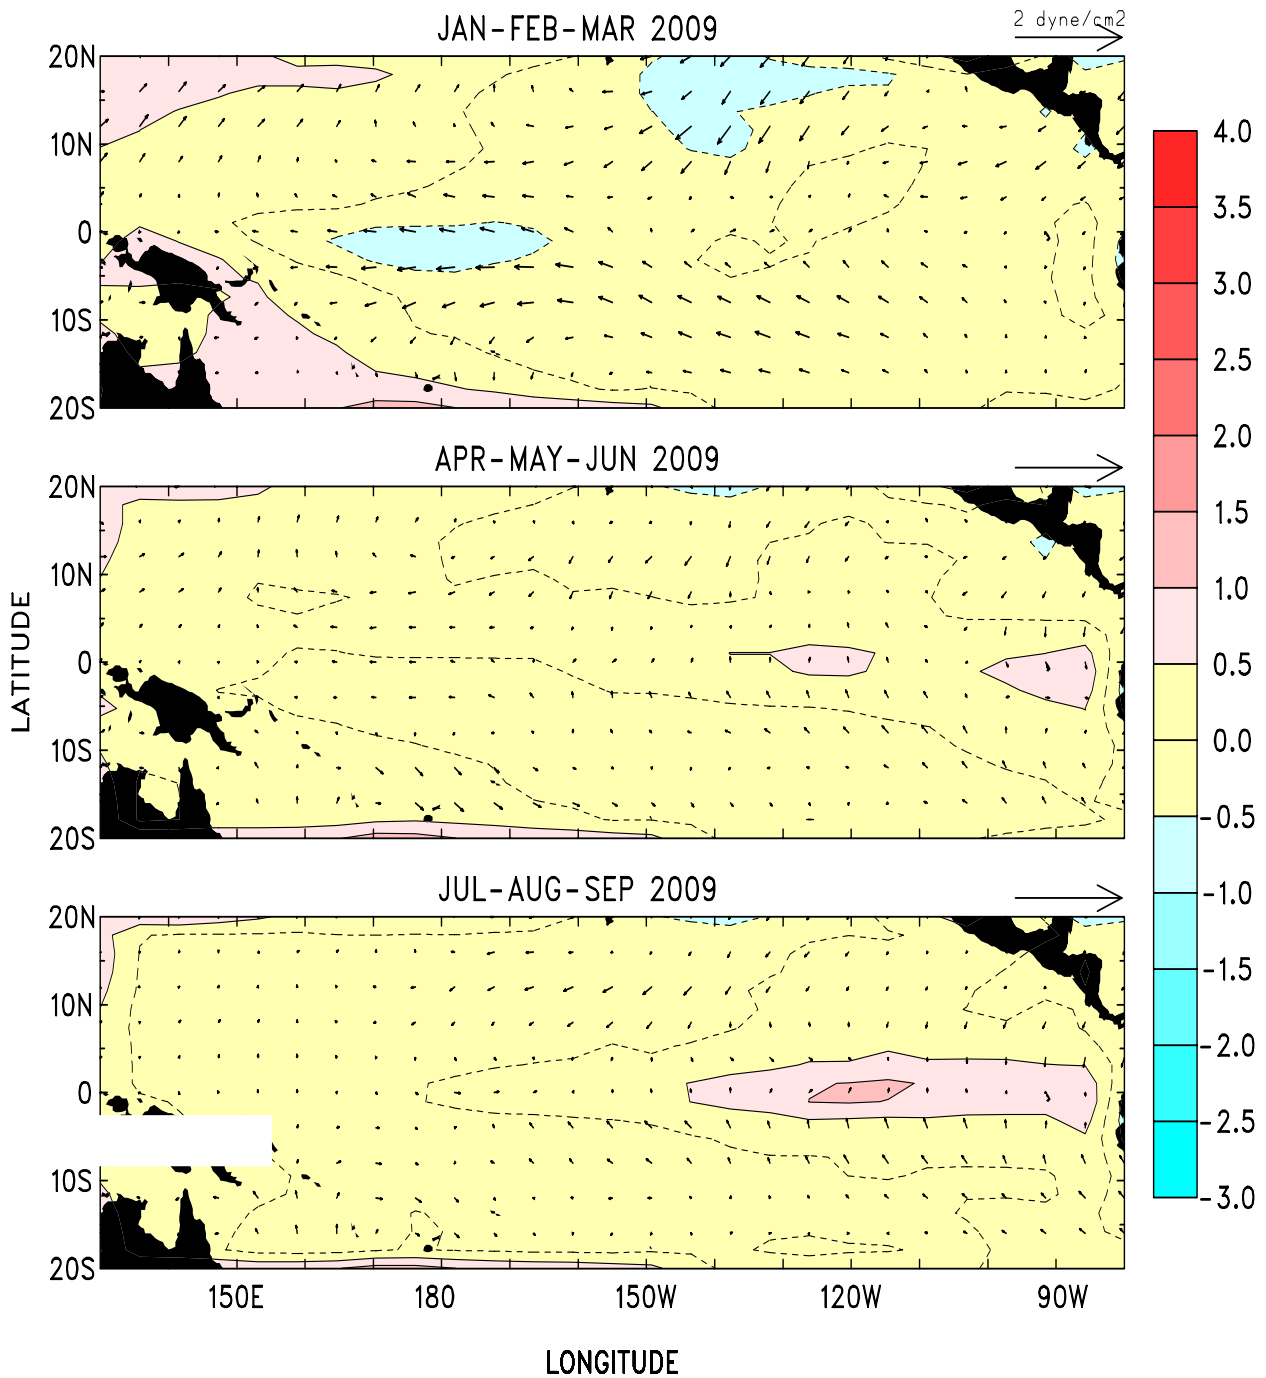 JAN-FEB-MAR 2009
2 dyne/cm2
20N
10N
0
10S
20S
APR-MAY-JUN 2009
20N
10N
0
10S
20S
JUL-AUG-SEP 2009
20N
10N
0
10S
20S
150E 180 150W 120W 90W
LONGITUDE
LATITUDE
4.0
3.5
3.0
2.5
2.0
1.5
1.0
0.5
0.0
-0.5
-1.0
-1.5
-2.0
-2.5
-3.0